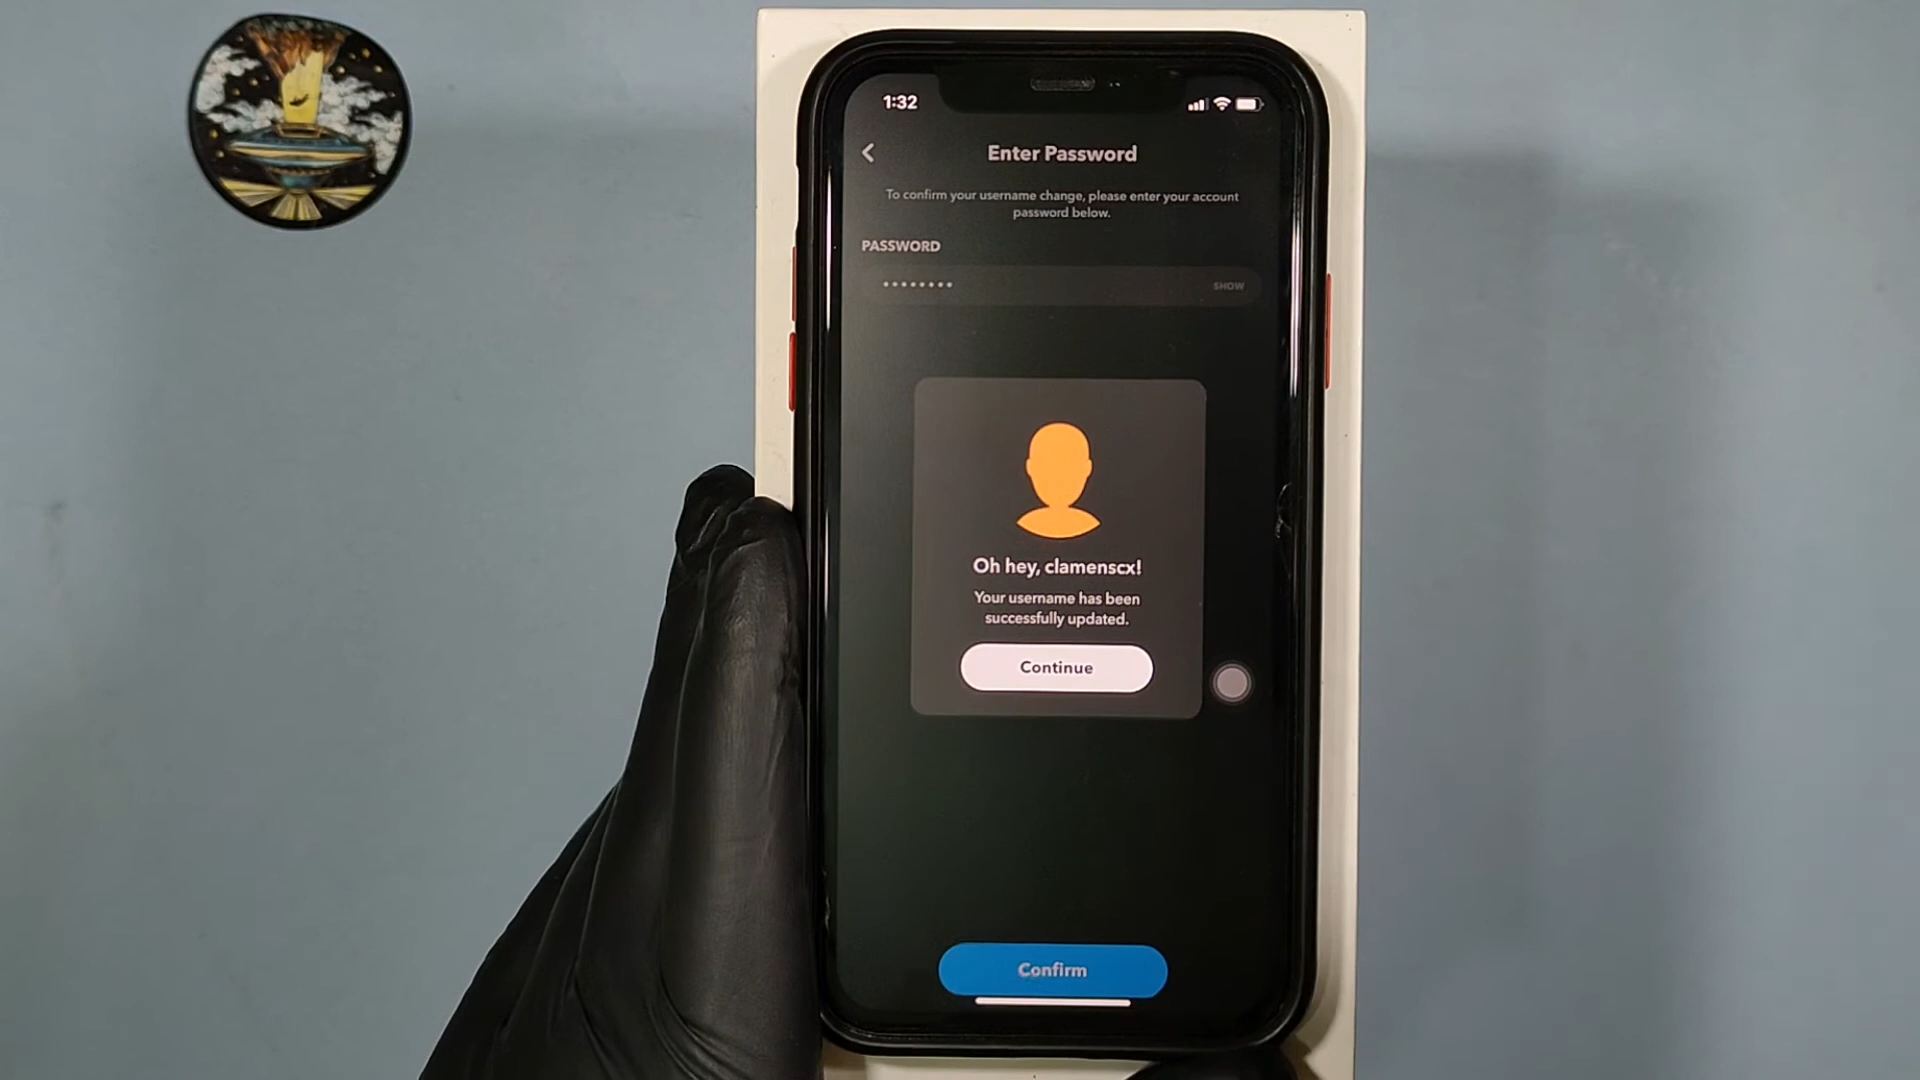 1:32
Enter Password
To confirm your username change, please enter your account
password below.
PASSWORD
•••••••• SHOW
Oh hey, clamenscx!
Your username has been
successfully updated.
Continue
Confirm